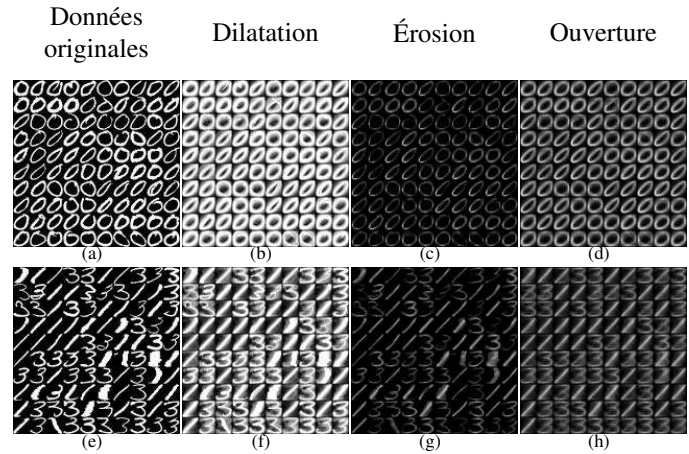 Données originales
Dilatation
Érosion
Ouverture
(a)
(b)
(c)
(d)
(e)
(f)
(g)
(h)